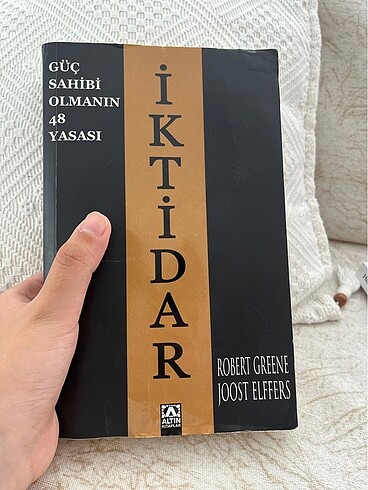 GÜÇ
SAHİBİ
OLMANIN
48
YASASI
İKTİDAR
ROBERT GREENE
JOOST ELFFERS
ALTIN
KİTAPLAR